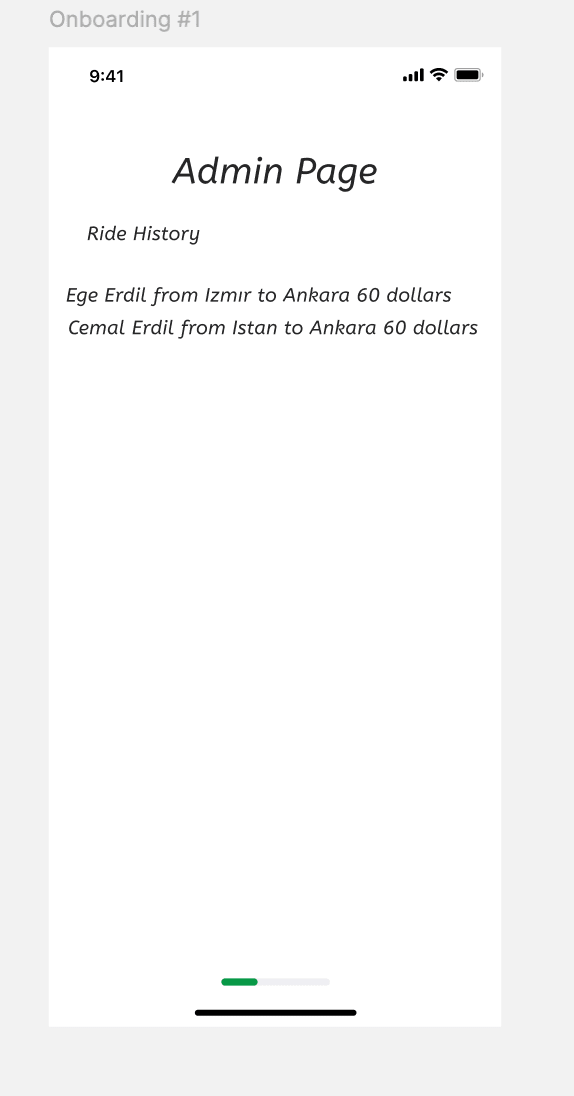 Onboarding #1
9:41
Admin Page
Ride History
Ege Erdil from Izmır to Ankara 60 dollars
Cemal Erdil from Istan to Ankara 60 dollars